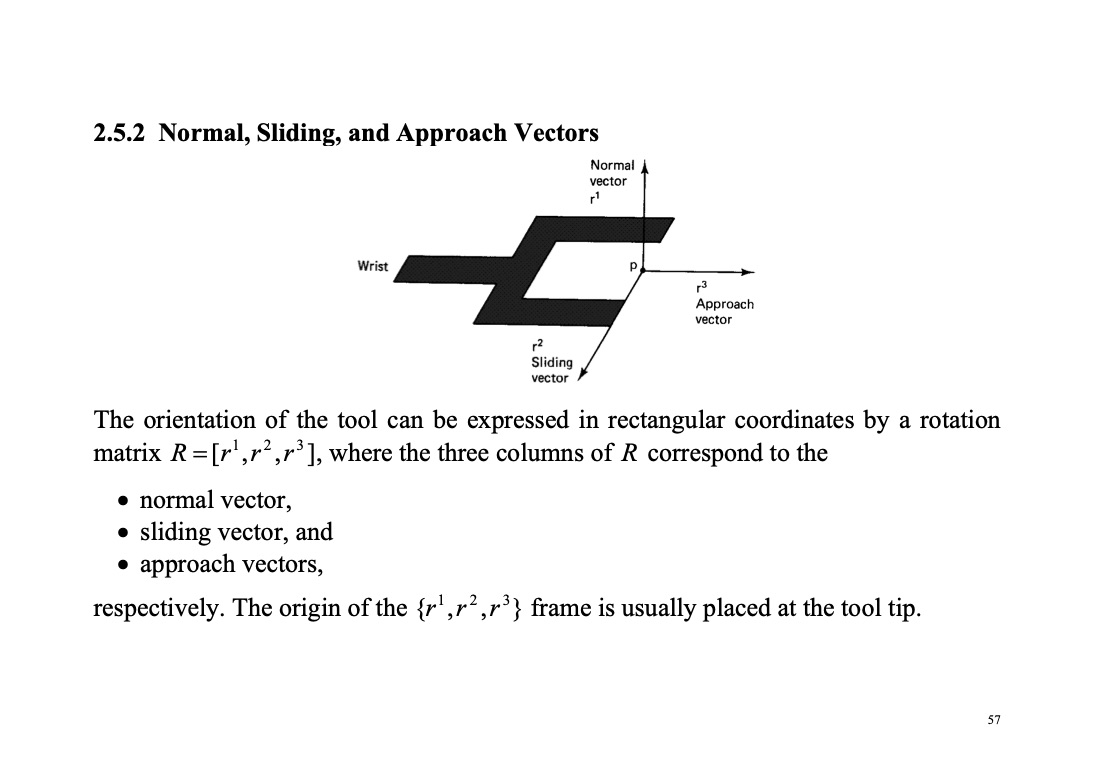 2.5.2 Normal, Sliding, and Approach Vectors
Normal
vector
r¹
Wrist
p
r³
Approach
vector
r²
Sliding
vector
The orientation of the tool can be expressed in rectangular coordinates by a rotation
matrix R = [r¹, r², r³], where the three columns of R correspond to the
• normal vector,
• sliding vector, and
• approach vectors,
respectively. The origin of the {r¹, r², r³} frame is usually placed at the tool tip.
57